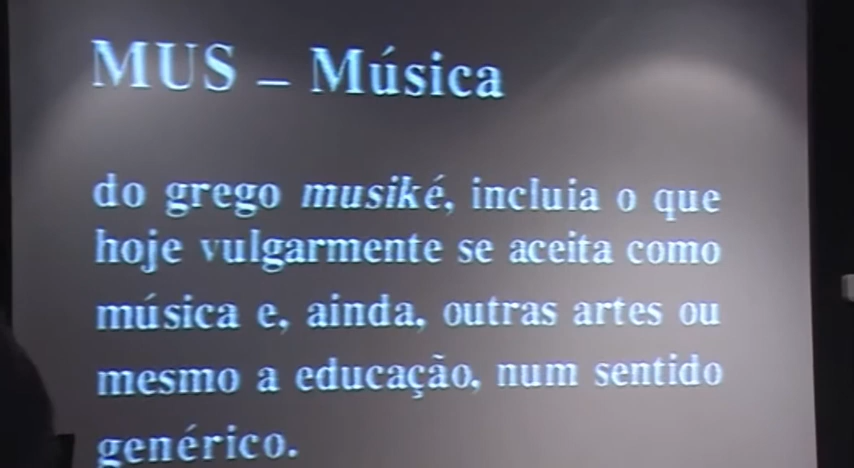 MUS – Música
do grego musiké, incluia o que
hoje vulgarmente se aceita como
música e, ainda, outras artes ou
mesmo a educação, num sentido
genérico.